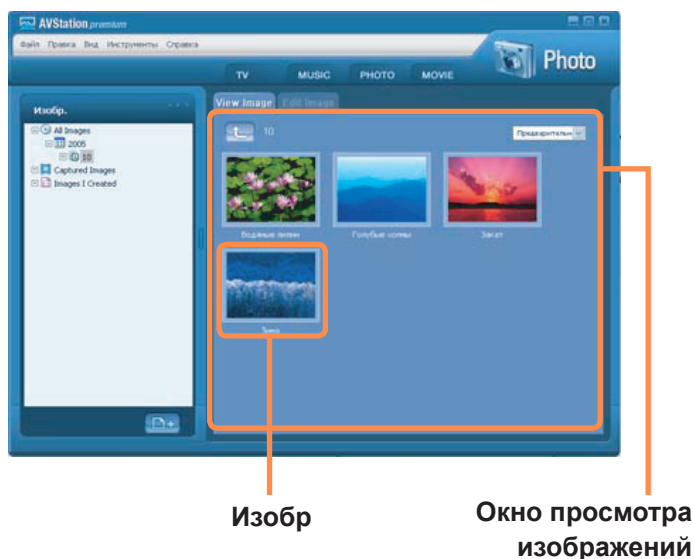 AVStation premium
Файл Правка Вид Инструменты Справка
Photo
TV MUSIC PHOTO MOVIE
Изобр.
View Image Edit Image
All Images
2005
10
Captured Images
Images I Created
10
Предварительн
Водяные лилии Голубые холмы Закат
Зима
Изобр
Окно просмотра
изображений